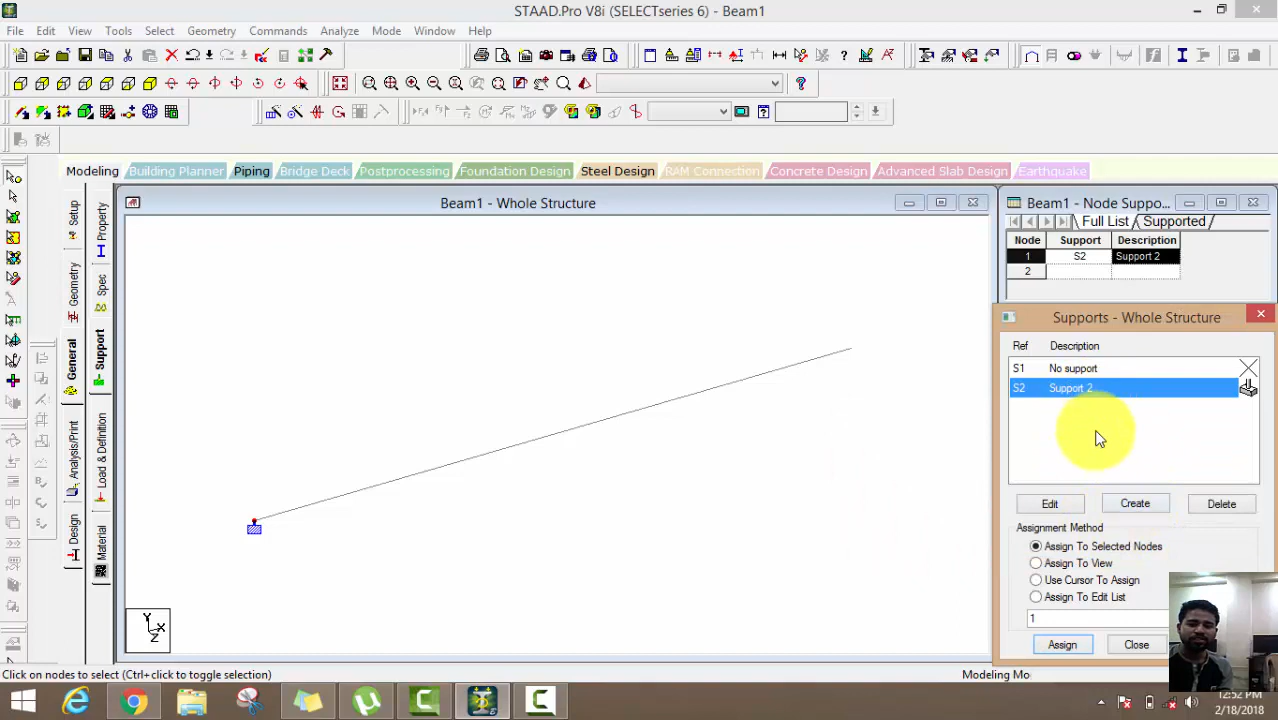 STAAD.Pro V8i (SELECTseries 6) - Beam1
File Edit View Tools Select Geometry Commands Analyze Mode Window Help
Modeling Building Planner Piping Bridge Deck Postprocessing Foundation Design Steel Design RAM Connection Concrete Design Advanced Slab Design Earthquake
Setup
Geometry
General
Analysis/Print
Design
Property
Spec
Support
Load & Definition
Material
Beam1 - Whole Structure
Y
X
Z
Beam1 - Node Suppo...
Full List Supported
Node Support Description
1 S2 Support 2
2
Supports - Whole Structure
Ref Description
S1 No support
S2 Support 2
Edit Create Delete
Assignment Method
Assign To Selected Nodes
Assign To View
Use Cursor To Assign
Assign To Edit List
1
Assign Close
Click on nodes to select (Ctrl+click to toggle selection)
Modeling Mo
12:52 PM
2/18/2018